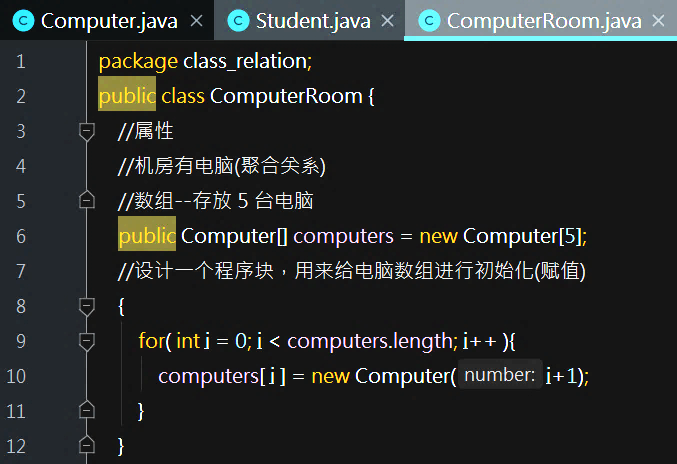 Computer.java × Student.java × ComputerRoom.java ×
1 package class_relation;
2 public class ComputerRoom {
3 //属性
4 //机房有电脑(聚合关系)
5 //数组--存放 5 台电脑
6 public Computer[] computers = new Computer[5];
7 //设计一个程序块，用来给电脑数组进行初始化(赋值)
8 {
9 for( int i = 0; i < computers.length; i++ ){
10 computers[ i ] = new Computer( number: i+1);
11 }
12 }